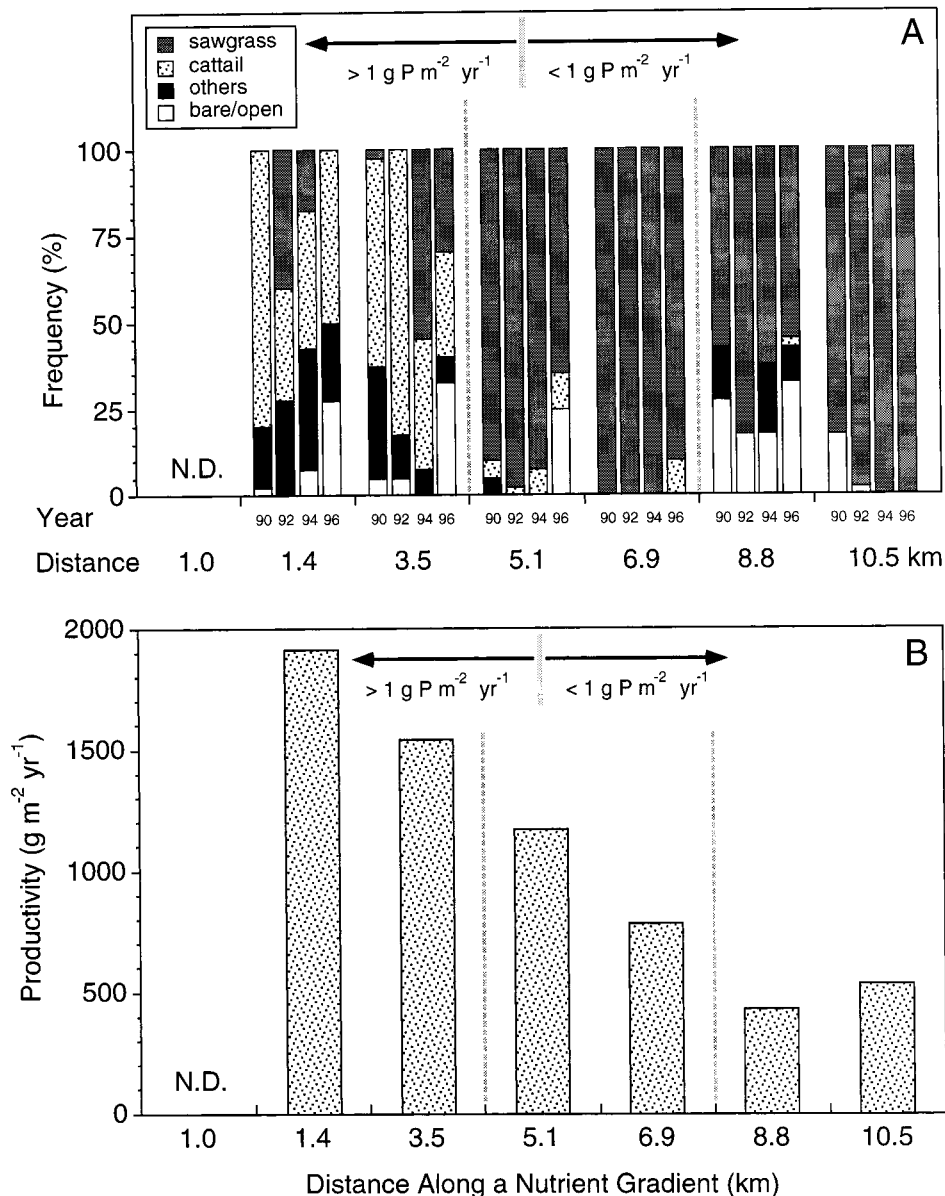 A
sawgrass
cattail
others
bare/open
> 1 g P m⁻² yr⁻¹
< 1 g P m⁻² yr⁻¹
Frequency (%)
100
75
50
25
0
N.D.
Year
90 92 94 96 90 92 94 96 90 92 94 96 90 92 94 96 90 92 94 96 90 92 94 96
Distance 1.0 1.4 3.5 5.1 6.9 8.8 10.5 km
B
> 1 g P m⁻² yr⁻¹
< 1 g P m⁻² yr⁻¹
Productivity (g m⁻² yr⁻¹)
2000
1500
1000
500
0
N.D.
1.0 1.4 3.5 5.1 6.9 8.8 10.5
Distance Along a Nutrient Gradient (km)